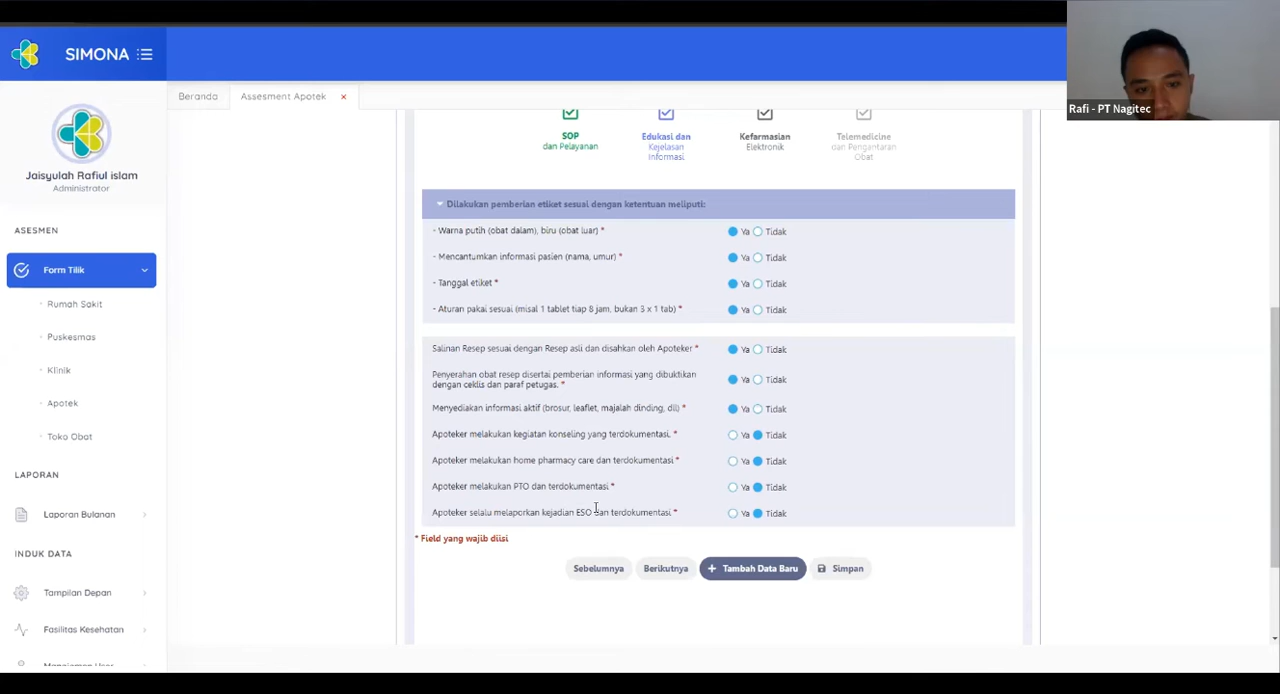 SIMONA
Rafi - PT Nagitec
Beranda
Assesment Apotek
Jaisyulah Rafiul islam
Administrator
ASESMEN
Form Tilik
Rumah Sakit
Puskesmas
Klinik
Apotek
Toko Obat
LAPORAN
Laporan Bulanan
INDUK DATA
Tampilan Depan
Fasilitas Kesehatan
Manajemen User
SOP
dan Pelayanan
Edukasi dan
Kejelasan
Informasi
Kefarmasian
Elektronik
Telemedicine
dan Pengantaran
Obat
Dilakukan pemberian etiket sesuai dengan ketentuan meliputi:
- Warna putih (obat dalam), biru (obat luar) * Ya Tidak
- Mencantumkan informasi pasien (nama, umur) * Ya Tidak
- Tanggal etiket * Ya Tidak
- Aturan pakai sesuai (misal 1 tablet tiap 8 jam, bukan 3 x 1 tab) * Ya Tidak
Salinan Resep sesuai dengan Resep asli dan disahkan oleh Apoteker * Ya Tidak
Penyerahan obat resep disertai pemberian informasi yang dibuktikan
dengan ceklis dan paraf petugas. * Ya Tidak
Menyediakan informasi aktif (brosur, leaflet, majalah dinding, dll) * Ya Tidak
Apoteker melakukan kegiatan konseling yang terdokumentasi. * Ya Tidak
Apoteker melakukan home pharmacy care dan terdokumentasi * Ya Tidak
Apoteker melakukan PTO dan terdokumentasi * Ya Tidak
Apoteker selalu melaporkan kejadian ESO dan terdokumentasi * Ya Tidak
* Field yang wajib diisi
Sebelumnya
Berikutnya
+ Tambah Data Baru
Simpan